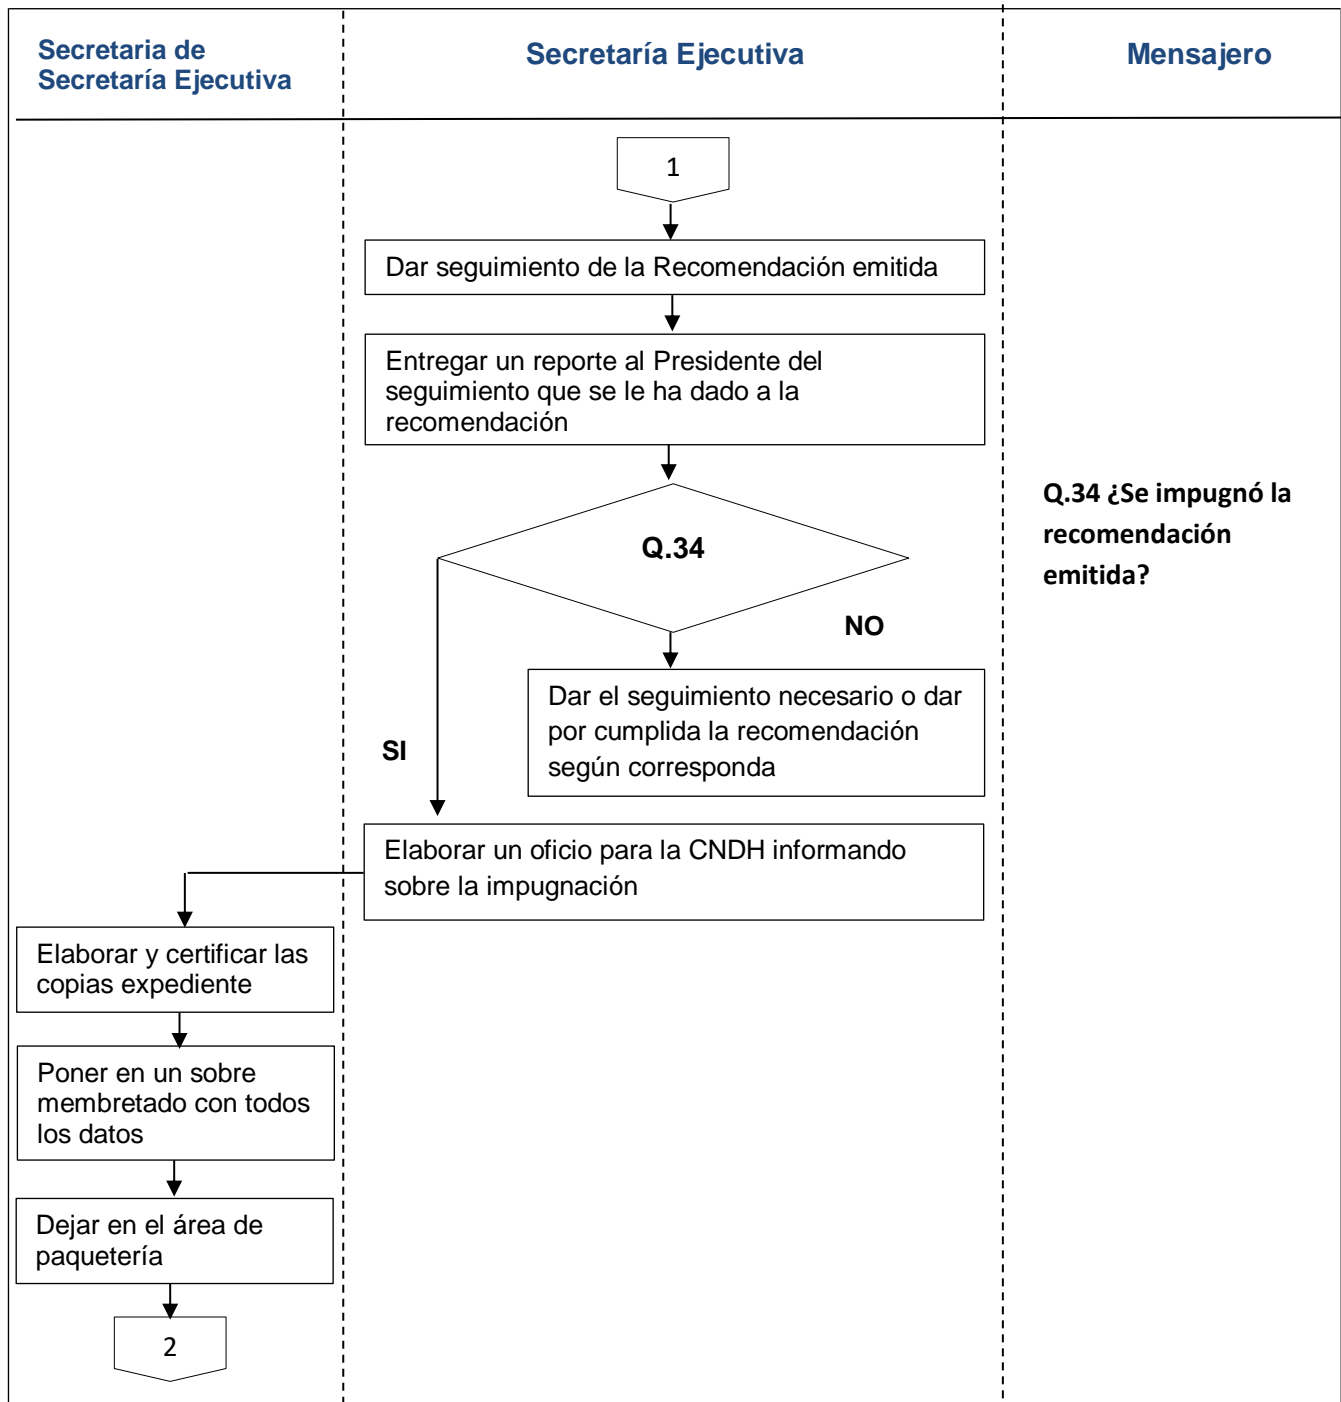 Secretaria de
Secretaría Ejecutiva
Secretaría Ejecutiva
Mensajero
1
Dar seguimiento de la Recomendación emitida
Entregar un reporte al Presidente del
seguimiento que se le ha dado a la
recomendación
Q.34
Q.34 ¿Se impugnó la
recomendación
emitida?
NO
Dar el seguimiento necesario o dar
por cumplida la recomendación
según corresponda
SI
Elaborar un oficio para la CNDH informando
sobre la impugnación
Elaborar y certificar las
copias expediente
Poner en un sobre
membretado con todos
los datos
Dejar en el área de
paquetería
2